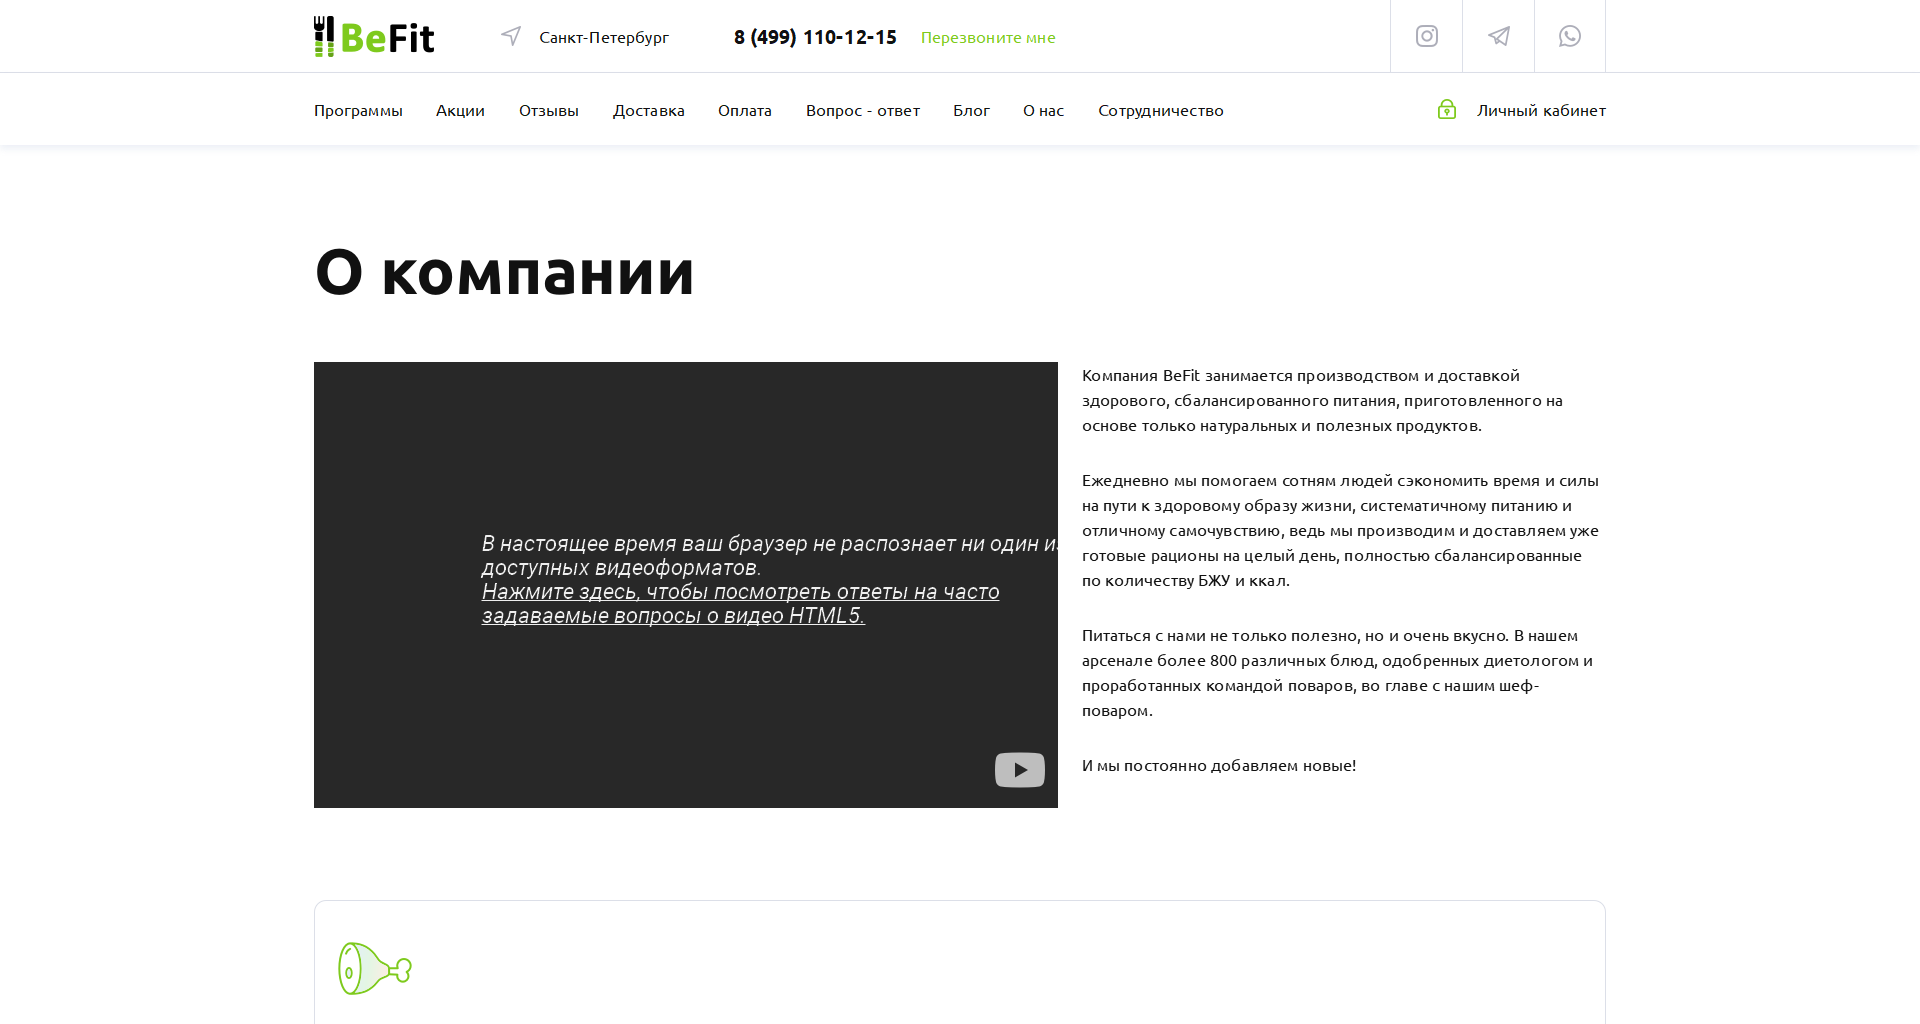 BeFit
Санкт-Петербург
8 (499) 110-12-15
Перезвоните мне
Программы
Акции
Отзывы
Доставка
Оплата
Вопрос - ответ
Блог
О нас
Сотрудничество
Личный кабинет
О компании
В настоящее время ваш браузер не распознает ни один из
доступных видеоформатов.
Нажмите здесь, чтобы посмотреть ответы на часто
задаваемые вопросы о видео HTML5.
Компания BeFit занимается производством и доставкой
здорового, сбалансированного питания, приготовленного на
основе только натуральных и полезных продуктов.
Ежедневно мы помогаем сотням людей сэкономить время и силы
на пути к здоровому образу жизни, систематичному питанию и
отличному самочувствию, ведь мы производим и доставляем уже
готовые рационы на целый день, полностью сбалансированные
по количеству БЖУ и ккал.
Питаться с нами не только полезно, но и очень вкусно. В нашем
арсенале более 800 различных блюд, одобренных диетологом и
проработанных командой поваров, во главе с нашим шеф-
поваром.
И мы постоянно добавляем новые!